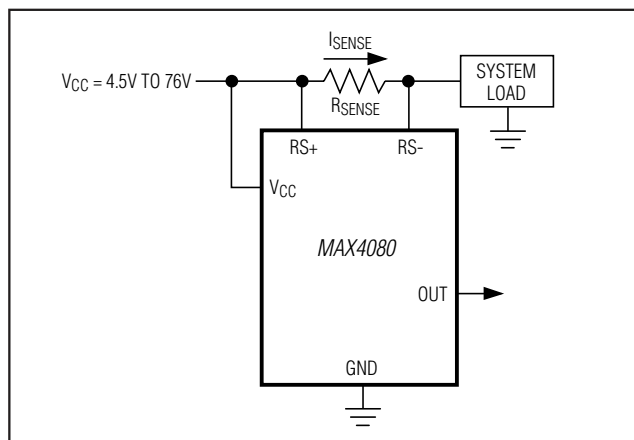 ISENSE
VCC = 4.5V TO 76V
SYSTEM
LOAD
RSENSE
RS+ RS-
VCC
MAX4080
OUT
GND